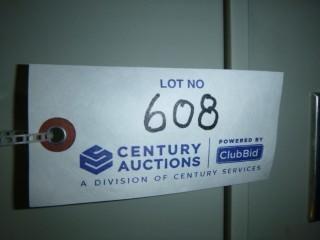 LOT NO
608
CENTURY
AUCTIONS
POWERED BY
ClubBid
A DIVISION OF CENTURY SERVICES